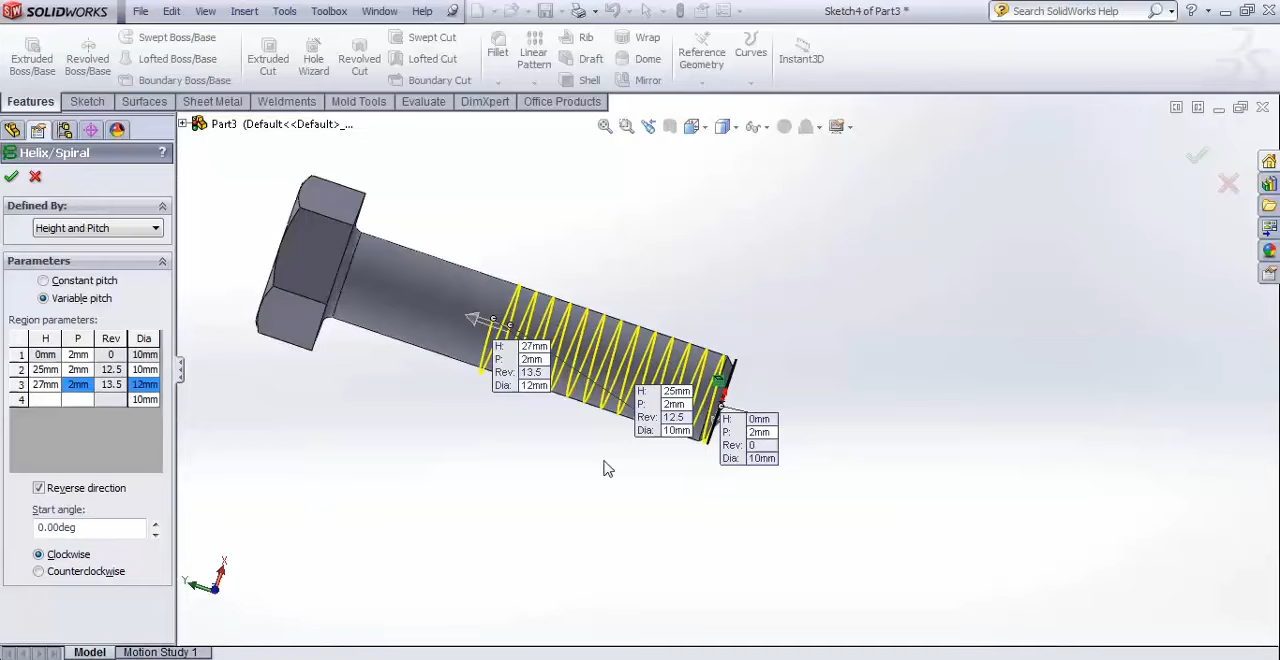 SOLIDWORKS File Edit View Insert Tools Toolbox Window Help Sketch4 of Part3 * Search SolidWorks Help
Extruded Boss/Base
Revolved Boss/Base
Swept Boss/Base
Lofted Boss/Base
Boundary Boss/Base
Extruded Cut
Hole Wizard
Revolved Cut
Swept Cut
Lofted Cut
Boundary Cut
Fillet
Linear Pattern
Rib
Draft
Shell
Wrap
Dome
Mirror
Reference Geometry
Curves
Instant3D
Features Sketch Surfaces Sheet Metal Weldments Mold Tools Evaluate DimXpert Office Products
Part3 (Default<<Default>_...
Helix/Spiral ?
Defined By:
Height and Pitch
Parameters
Constant pitch
Variable pitch
Region parameters:
H P Rev Dia
1 0mm 2mm 0 10mm
2 25mm 2mm 12.5 10mm
3 27mm 2mm 13.5 12mm
4 10mm
Reverse direction
Start angle:
0.00deg
Clockwise
Counterclockwise
H: 27mm
P: 2mm
Rev: 13.5
Dia: 12mm
H: 25mm
P: 2mm
Rev: 12.5
Dia: 10mm
H: 0mm
P: 2mm
Rev: 0
Dia: 10mm
X
Y
Model Motion Study 1